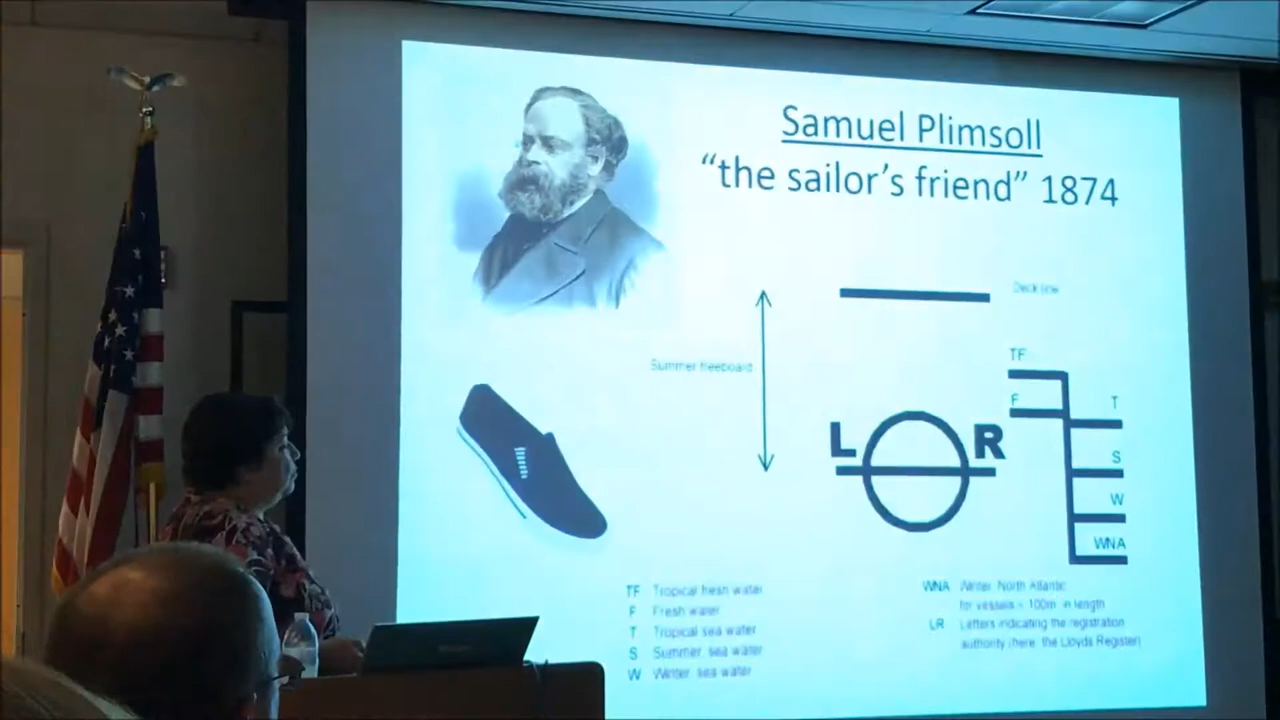 Samuel Plimsoll
“the sailor’s friend” 1874
Deck line
Summer freeboard
TF
F
T
S
W
WNA
L R
TF Tropical fresh water
F Fresh water
T Tropical sea water
S Summer, sea water
W Winter, sea water
WNA Winter, North Atlantic
for vessels < 100m in length
LR Letters indicating the registration
authority (here: the Lloyds Register)